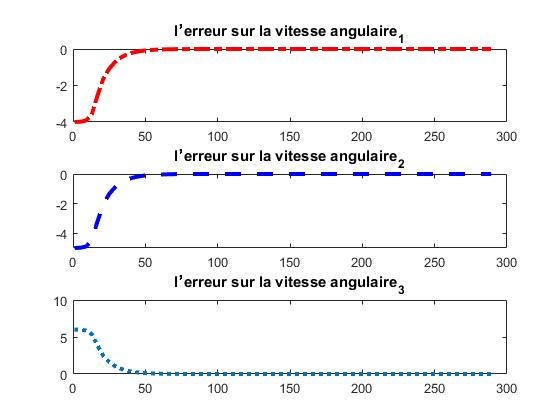 l'erreur sur la vitesse angulaire₁
0
-2
-4
0 50 100 150 200 250 300
l'erreur sur la vitesse angulaire₂
0
-2
-4
0 50 100 150 200 250 300
l'erreur sur la vitesse angulaire₃
10
5
0
0 50 100 150 200 250 300